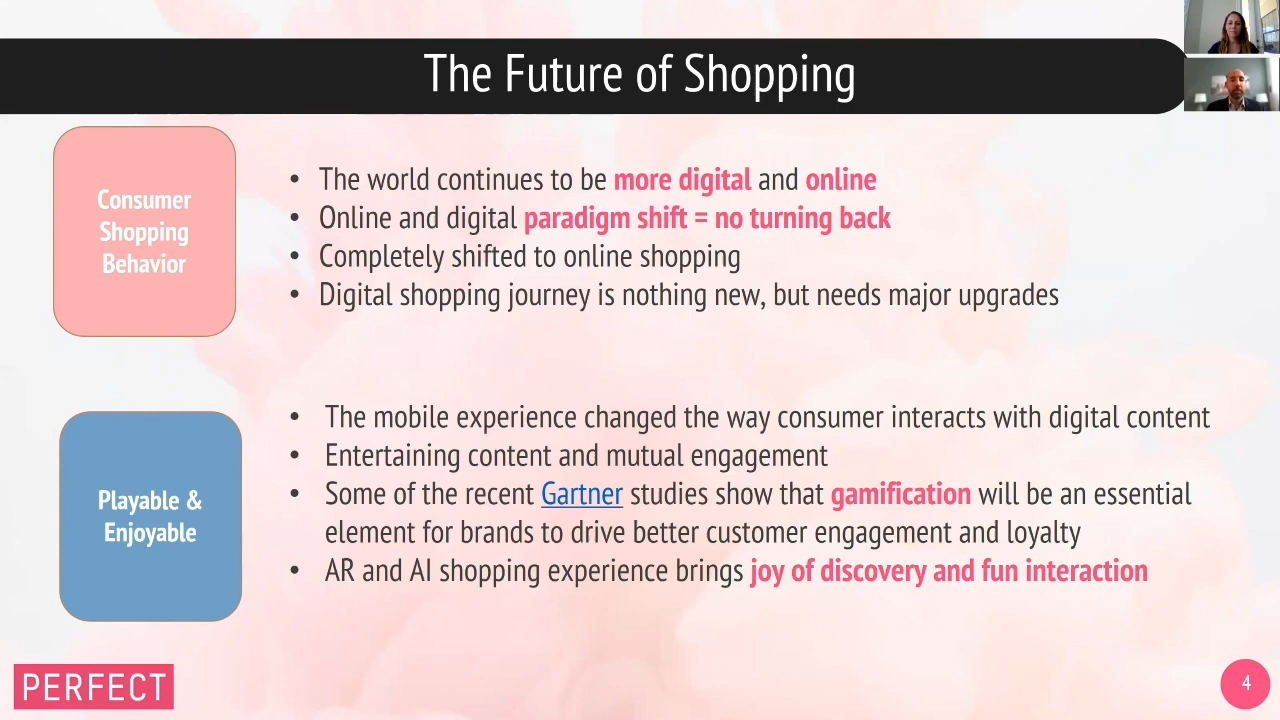 The Future of Shopping
Consumer
Shopping
Behavior
• The world continues to be more digital and online
• Online and digital paradigm shift = no turning back
• Completely shifted to online shopping
• Digital shopping journey is nothing new, but needs major upgrades
Playable &
Enjoyable
• The mobile experience changed the way consumer interacts with digital content
• Entertaining content and mutual engagement
• Some of the recent Gartner studies show that gamification will be an essential
element for brands to drive better customer engagement and loyalty
• AR and AI shopping experience brings joy of discovery and fun interaction
PERFECT
4